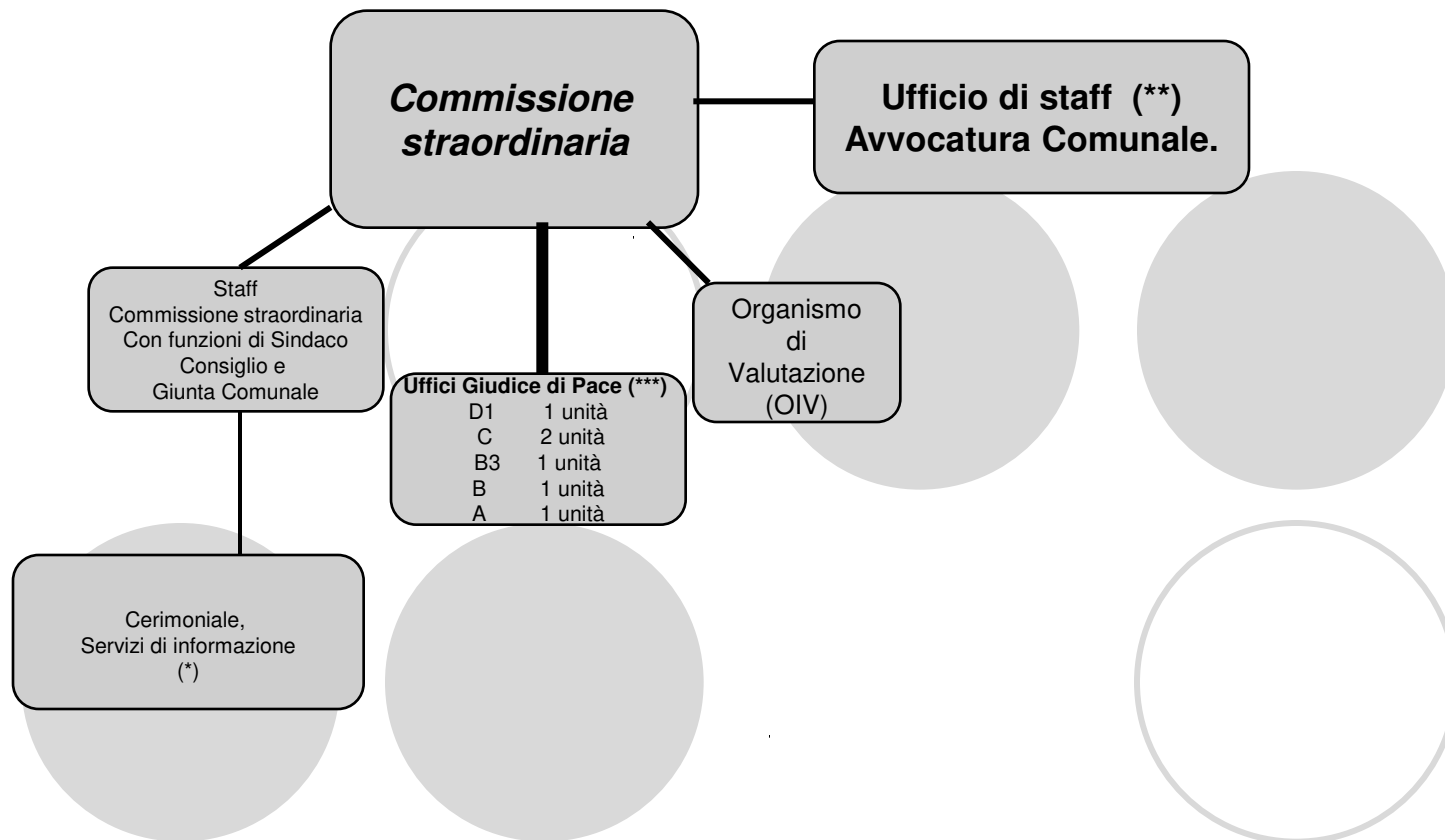 Commissione
straordinaria
Ufficio di staff (**)
Avvocatura Comunale.
Staff
Commissione straordinaria
Con funzioni di Sindaco
Consiglio e
Giunta Comunale
Uffici Giudice di Pace (***)
D1 1 unità
C 2 unità
B3 1 unità
B 1 unità
A 1 unità
Organismo
di
Valutazione
(OIV)
Cerimoniale,
Servizi di informazione
(*)